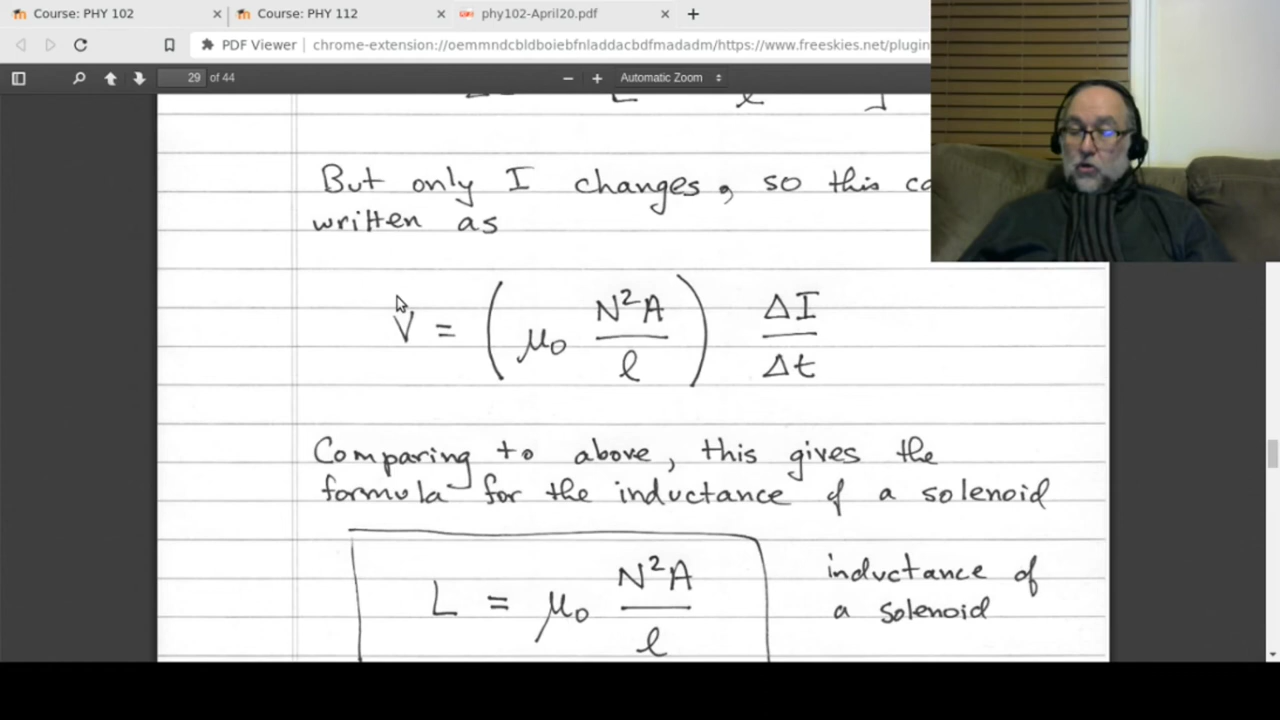 Course: PHY 102
Course: PHY 112
phy102-April20.pdf
PDF Viewer
chrome-extension://oemmndcbldboiebfnladdacbdfmadadm/https://www.freeskies.net/plugin
29 of 44
Automatic Zoom
But only I changes, so this
written as
V = ( μ₀ N²A / l ) ΔI / Δt
Comparing to above, this gives the
formula for the inductance of a solenoid
L = μ₀ N²A / l
inductance of
a solenoid